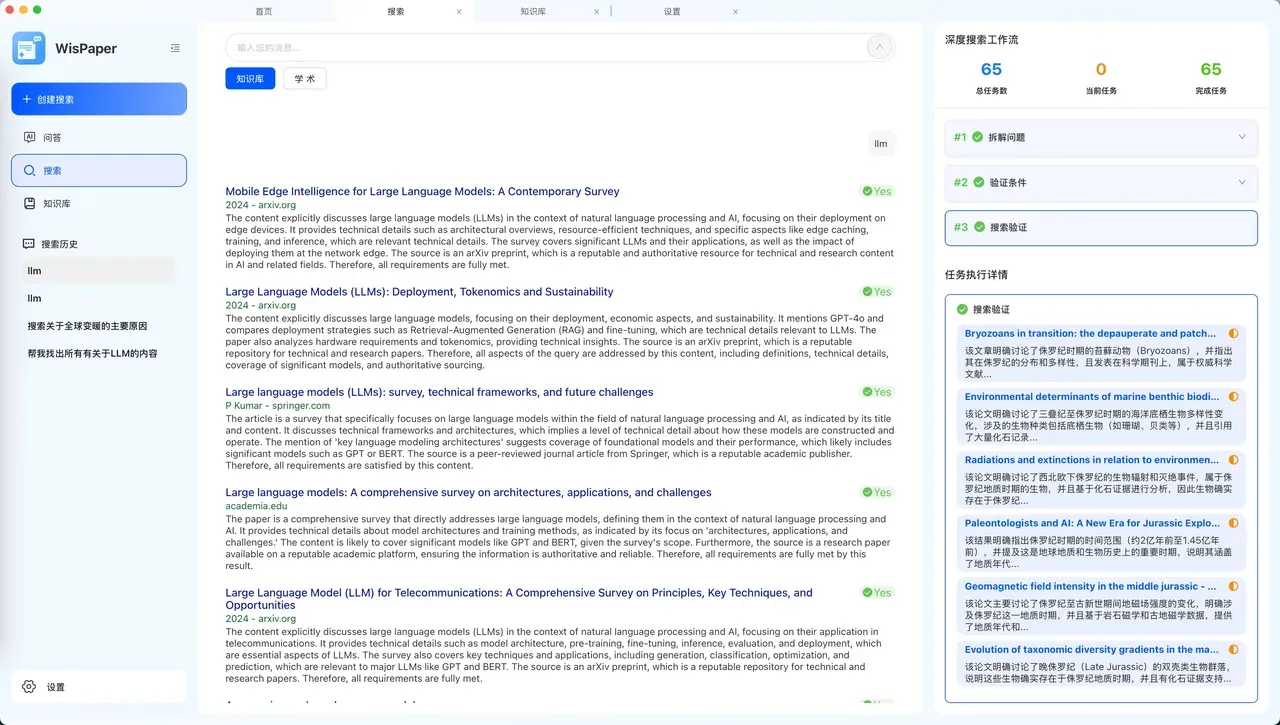 首页
搜索
知识库
设置
WisPaper
创建搜索
AI
问答
搜索
知识库
搜索历史
llm
llm
搜索关于全球变暖的主要原因
帮我找出所有有关于LLM的内容
设置
输入您的消息...
知识库
学 术
llm
Mobile Edge Intelligence for Large Language Models: A Contemporary Survey
Yes
2024 - arxiv.org
The content explicitly discusses large language models (LLMs) in the context of natural language processing and AI, focusing on their deployment on
edge devices. It provides technical details such as architectural overviews, resource-efficient techniques, and specific aspects like edge caching,
training, and inference, which are relevant technical details. The survey covers significant LLMs and their applications, as well as the impact of
deploying them at the network edge. The source is an arXiv preprint, which is a reputable and authoritative resource for technical and research content
in AI and related fields. Therefore, all requirements are fully met.
Large Language Models (LLMs): Deployment, Tokenomics and Sustainability
Yes
2024 - arxiv.org
The content explicitly discusses large language models, focusing on their deployment, economic aspects, and sustainability. It mentions GPT-4o and
compares deployment strategies such as Retrieval-Augmented Generation (RAG) and fine-tuning, which are technical details relevant to LLMs. The
paper also analyzes hardware requirements and tokenomics, providing technical insights. The source is an arXiv preprint, which is a reputable
repository for technical and research papers. Therefore, all aspects of the query are addressed by this content, including definitions, technical details,
coverage of significant models, and authoritative sourcing.
Large language models (LLMs): survey, technical frameworks, and future challenges
Yes
P Kumar - springer.com
The article is a survey that specifically focuses on large language models within the field of natural language processing and AI, as indicated by its title
and content. It discusses technical frameworks and architectures, which implies a level of technical detail about how these models are constructed and
operate. The mention of 'key language modeling architectures' suggests coverage of foundational models and their performance, which likely includes
significant models such as GPT or BERT. The source is a peer-reviewed journal article from Springer, which is a reputable academic publisher.
Therefore, all requirements are satisfied by this content.
Large language models: A comprehensive survey on architectures, applications, and challenges
Yes
academia.edu
The paper is a comprehensive survey that directly addresses large language models, defining them in the context of natural language processing and
AI. It provides technical details about model architectures and training methods, as indicated by its focus on 'architectures, applications, and
challenges.' The content is likely to cover significant models like GPT and BERT, given the survey's scope. Furthermore, the source is a research paper
available on a reputable academic platform, ensuring the information is authoritative and reliable. Therefore, all requirements are fully met by this
result.
Large Language Model (LLM) for Telecommunications: A Comprehensive Survey on Principles, Key Techniques, and
Opportunities
Yes
2024 - arxiv.org
The content explicitly discusses large language models (LLMs) in the context of natural language processing and AI, focusing on their application in
telecommunications. It provides technical details such as model architecture, pre-training, fine-tuning, inference, evaluation, and deployment, which
are essential aspects of LLMs. The survey also covers key techniques and applications, including generation, classification, optimization, and
prediction, which are relevant to major LLMs like GPT and BERT. The source is an arXiv preprint, which is a reputable repository for technical and
research papers. Therefore, all requirements are fully met.
深度搜索工作流
65
0
65
总任务数
当前任务
完成任务
#1 拆解问题
#2 验证条件
#3 搜索验证
任务执行详情
搜索验证
Bryozoans in transition: the depauperate and patch...
该文章明确讨论了侏罗纪时期的苔藓动物（Bryozoans），并指出
其在侏罗纪的分布和多样性，且发表在科学期刊上，属于权威科学
文献...
Environmental determinants of marine benthic biodi...
该论文明确讨论了三叠纪至侏罗纪时期的海洋底栖生物多样性变
化，涉及的生物种类包括底栖生物（如珊瑚、贝类等），并且引用
了大量化石记录...
Radiations and extinctions in relation to environmen...
该论文明确讨论了西北欧下侏罗纪的生物辐射和灭绝事件，属于侏
罗纪地质时期的生物，并且基于化石证据进行分析，因此生物确实
存在于侏罗纪...
Paleontologists and AI: A New Era for Jurassic Explo...
该结果明确指出侏罗纪时期的时间范围（约2亿年前至1.45亿年
前），并提及这是地球地质和生物历史上的重要时期，说明其涵盖
了地质年代...
Geomagnetic field intensity in the middle jurassic - ...
该论文主要讨论了侏罗纪至古新世期间地磁场强度的变化，明确涉
及侏罗纪这一地质时期，并且基于岩石磁学和古地磁学数据，提供
了地质年代和...
Evolution of taxonomic diversity gradients in the ma...
该论文明确讨论了晚侏罗纪（Late Jurassic）的双壳类生物群落，
说明这些生物确实存在于侏罗纪地质时期，并且有化石证据支持...